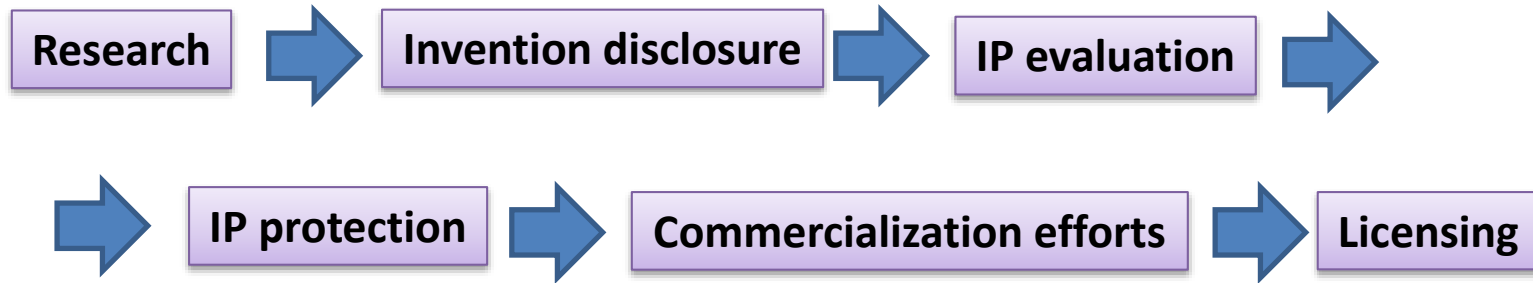 Research Invention disclosure IP evaluation
IP protection Commercialization efforts Licensing